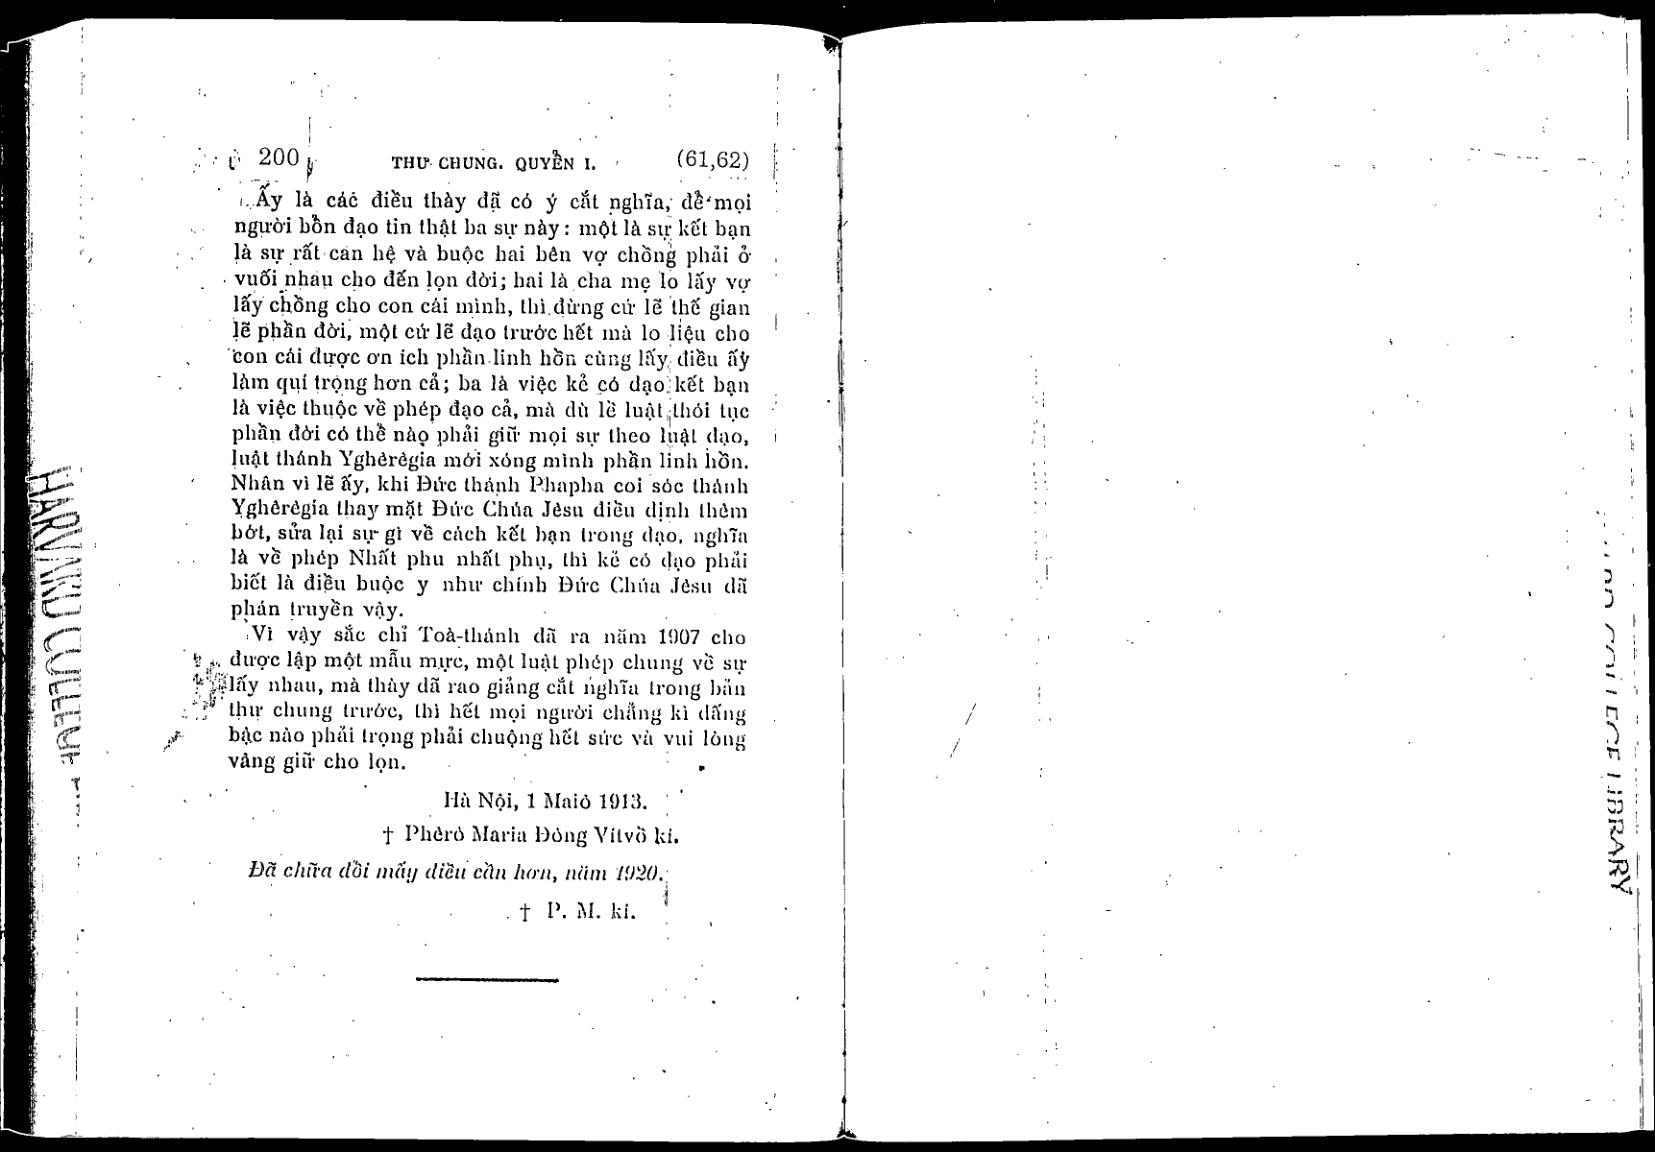 200 THƯ CHUNG. QUYỂN I. (61,62)
Ấy là các điều thày đã có ý cắt nghĩa, để mọi
người bổn đạo tin thật ba sự này: một là sự kết bạn
là sự rất can hệ và buộc hai bên vợ chồng phải ở
vuối nhau cho đến lọn đời; hai là cha mẹ lo lấy vợ
lấy chồng cho con cái mình, thì đừng cứ lẽ thế gian
lẽ phần đời, một cứ lẽ đạo trước hết mà lo liệu cho
con cái được ơn ích phần linh hồn cùng lấy điều ấy
làm quí trọng hơn cả; ba là việc kẻ có đạo kết bạn
là việc thuộc về phép đạo cả, mà dù lề luật thói tục
phần đời có thể nào phải giữ mọi sự theo luật đạo,
luật thánh Yghêrêgia mới xóng mình phần linh hồn.
Nhân vì lẽ ấy, khi Đức thánh Phapha coi sóc thánh
Yghêrêgia thay mặt Đức Chúa Jêsu điều định thêm
bớt, sửa lại sự gì về cách kết bạn trong đạo, nghĩa
là về phép Nhất phu nhất phụ, thì kẻ có đạo phải
biết là điều buộc y như chính Đức Chúa Jêsu đã
phán truyền vậy.
Vì vậy sắc chỉ Toà-thánh đã ra năm 1907 cho
được lập một mẫu mực, một luật phép chung về sự
lấy nhau, mà thày đã rao giảng cắt nghĩa trong bản
thư chung trước, thì hết mọi người chẳng kì đấng
bậc nào phải trọng phải chuộng hết sức và vui lòng
vâng giữ cho lọn.
Hà Nội, 1 Maiô 1913.
† Phêrô Maria Đông Vítvồ kí.
Đã chữa dồi mấy điều cần hơn, năm 1920.
† P. M. kí.
HARVARD COLLEGE
COLLEGE LIBRARY